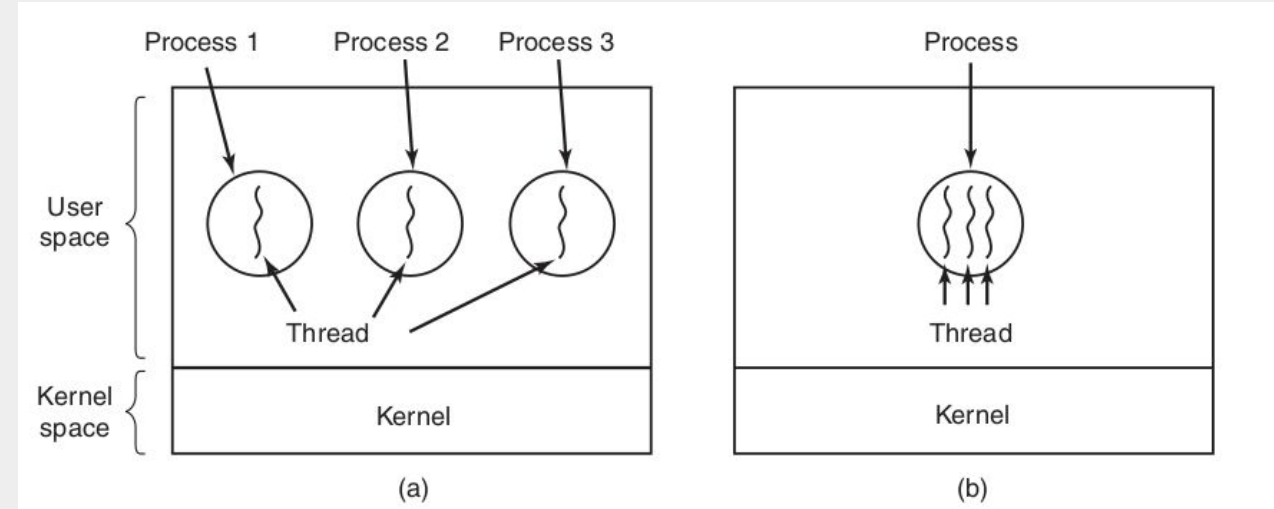 Process 1
Process 2
Process 3
User
space
Thread
Kernel
space
Kernel
(a)
Process
Thread
Kernel
(b)